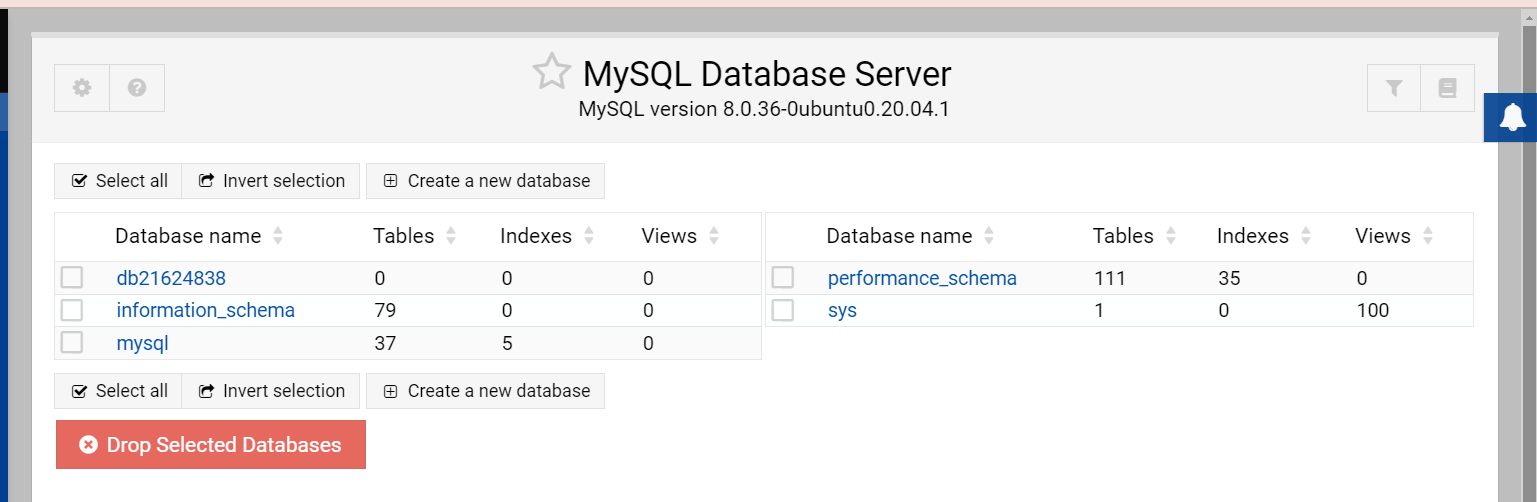 MySQL Database Server
MySQL version 8.0.36-0ubuntu0.20.04.1
Select all Invert selection Create a new database
Database name Tables Indexes Views Database name Tables Indexes Views
db21624838 0 0 0 performance_schema 111 35 0
information_schema 79 0 0 sys 1 0 100
mysql 37 5 0
Select all Invert selection Create a new database
Drop Selected Databases